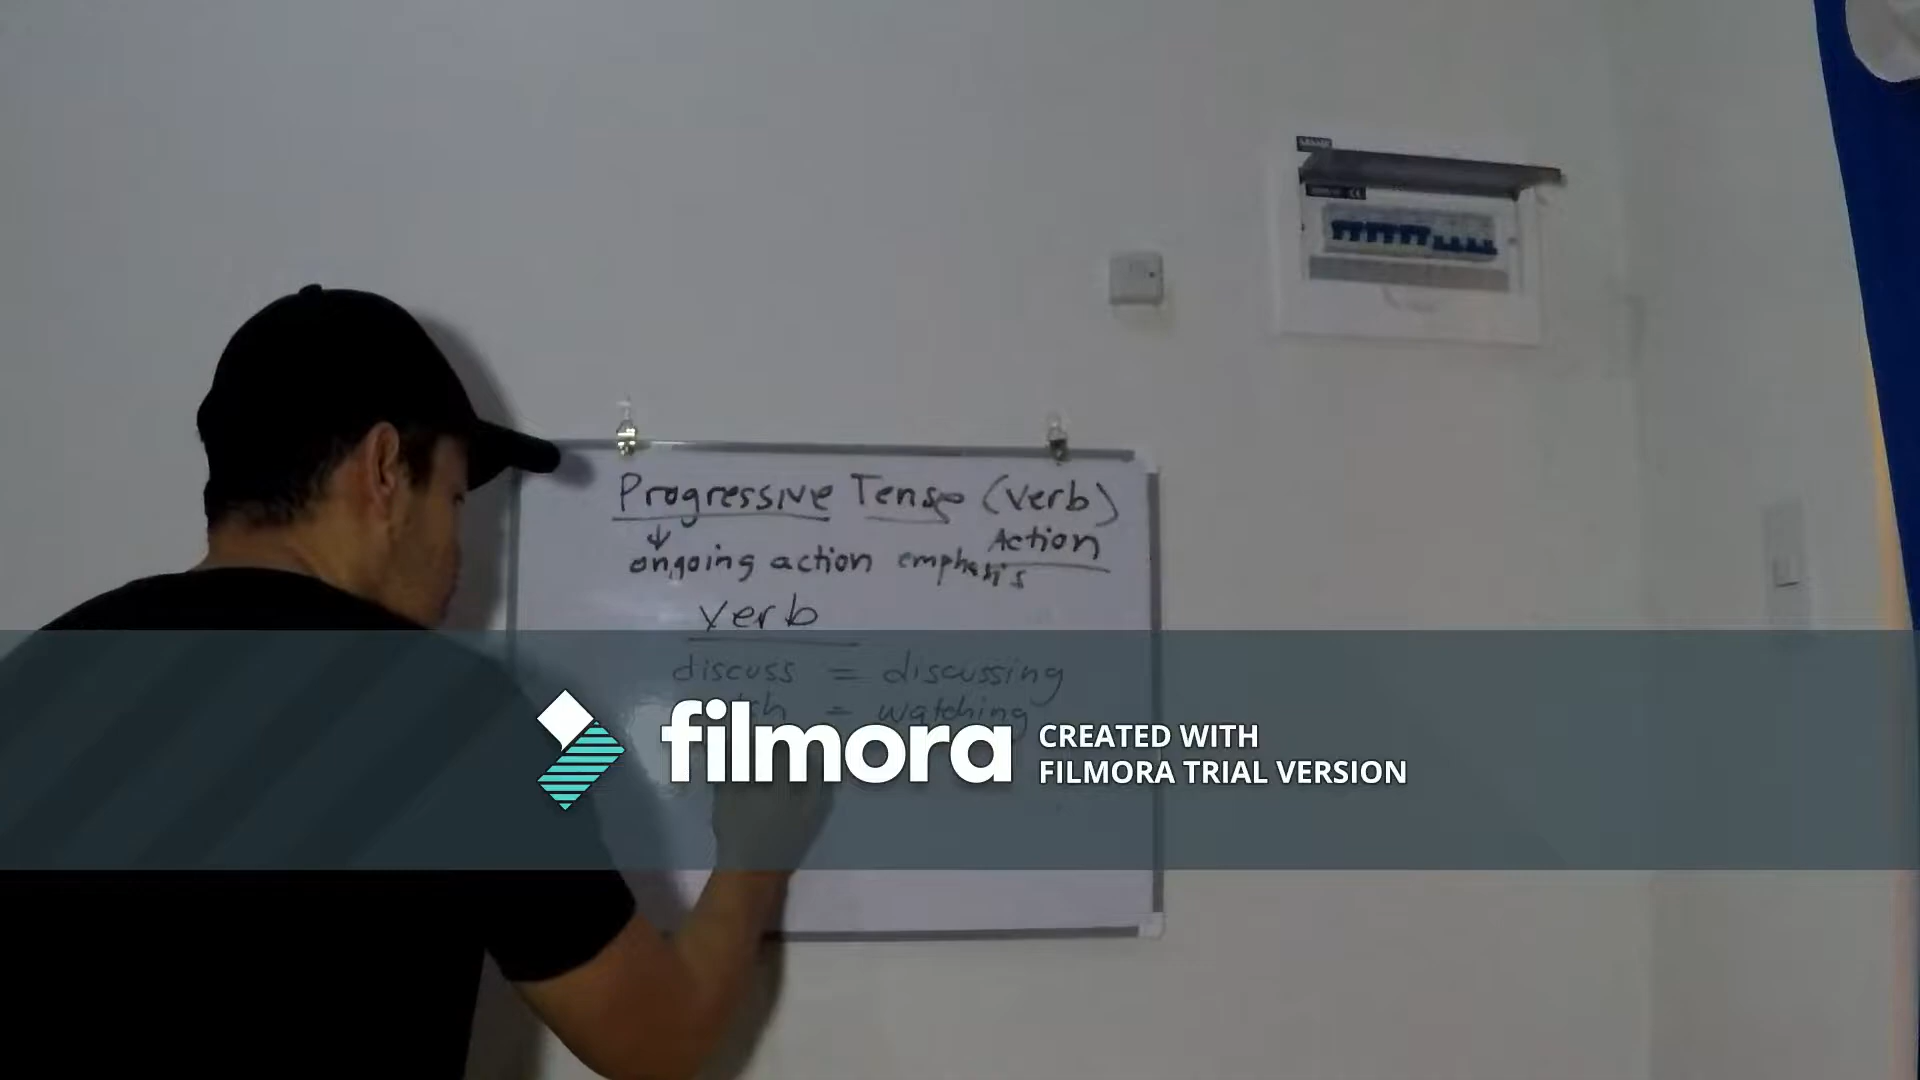 Progressive Tense (verb)
Action
ongoing action emphasis
verb
discuss = discussing
= watching
filmora
CREATED WITH
FILMORA TRIAL VERSION